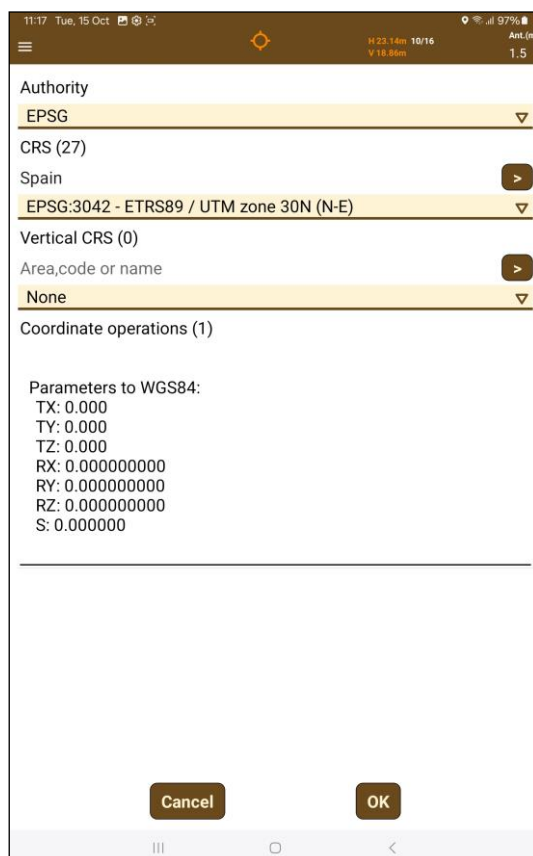 11:17 Tue, 15 Oct 97%
H 23.14m 10/16 Ant.(m
V 18.86m 1.5
Authority
EPSG
CRS (27)
Spain >
EPSG:3042 - ETRS89 / UTM zone 30N (N-E)
Vertical CRS (0)
Area,code or name >
None
Coordinate operations (1)
Parameters to WGS84:
TX: 0.000
TY: 0.000
TZ: 0.000
RX: 0.000000000
RY: 0.000000000
RZ: 0.000000000
S: 0.000000
Cancel OK